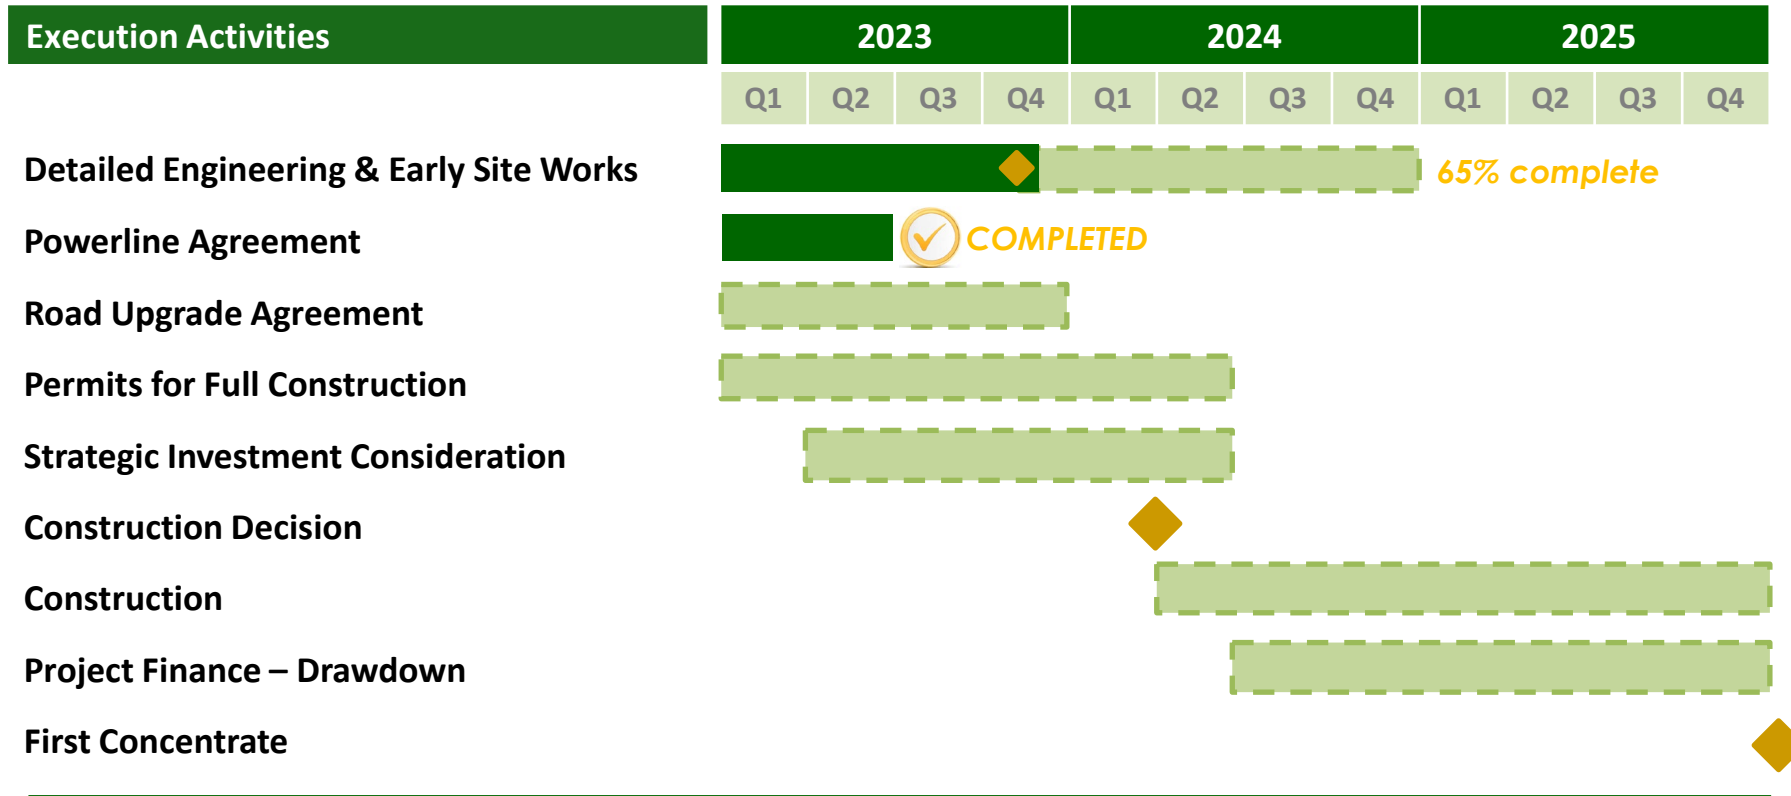 Execution Activities 2023 2024 2025
Q1 Q2 Q3 Q4 Q1 Q2 Q3 Q4 Q1 Q2 Q3 Q4
Detailed Engineering & Early Site Works 65% complete
Powerline Agreement COMPLETED
Road Upgrade Agreement
Permits for Full Construction
Strategic Investment Consideration
Construction Decision
Construction
Project Finance – Drawdown
First Concentrate